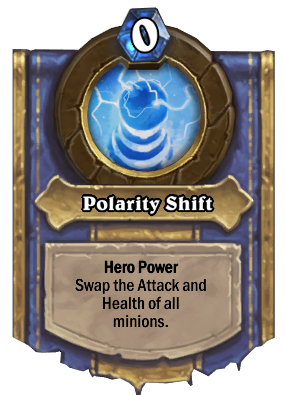 0
Polarity Shift
Hero Power
Swap the Attack and
Health of all
minions.